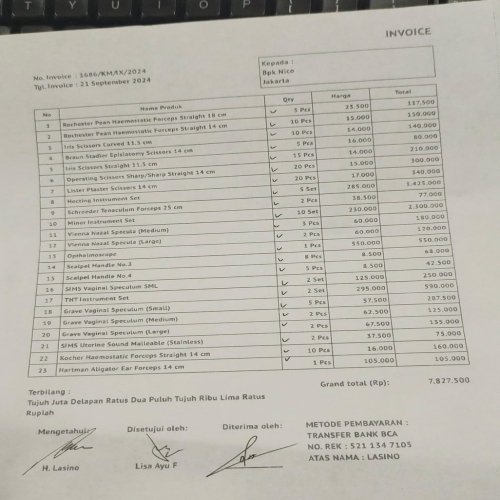 INVOICE
No. Invoice : 1686/KM/IX/2024
Tgl. Invoice : 21 September 2024
Kepada :
Bpk Nico
Jakarta
No Nama Produk Qty Harga Total
1 Rochester Pean Haemostatic Forceps Straight 18 cm 5 Pcs 23.500 117.500
2 Rochester Pean Haemostatic Forceps Straight 14 cm 10 Pcs 15.000 150.000
3 Iris Scissors Curved 11.5 cm 10 Pcs 14.000 140.000
4 Braun Stadler Episiotomy Scissors 14 cm 5 Pcs 16.000 80.000
5 Iris Scissors Straight 11.5 cm 15 Pcs 14.000 210.000
6 Operating Scissors Sharp/Sharp Straight 14 cm 20 Pcs 15.000 300.000
7 Lister Plaster Scissors 14 cm 20 Pcs 17.000 340.000
8 Hecting Instrument Set 5 Set 285.000 1.425.000
9 Schroeder Tenaculum Forceps 25 cm 2 Pcs 38.500 77.000
10 Minor Instrument Set 10 Set 230.000 2.300.000
11 Vienna Nazal Specula (Medium) 3 Pcs 60.000 180.000
12 Vienna Nazal Specula (Large) 2 Pcs 60.000 120.000
13 1 Pcs 550.000 550.000
14 Scalpel Handle No.3 8 Pcs 8.500 68.000
15 Scalpel Handle No.4 5 Pcs 8.500 42.500
16 SIMS Vaginal Speculum SML 2 Set 125.000 250.000
17 THT Instrument Set 2 Set 295.000 590.000
18 Grave Vaginal Speculum (Small) 5 Pcs 57.500 287.500
19 Grave Vaginal Speculum (Medium) 2 Pcs 62.500 125.000
20 Grave Vaginal Speculum (Large) 2 Pcs 67.500 135.000
21 SIMS Uterine Sound Malleable (Stainless) 2 Pcs 37.500 75.000
22 Kocher Haemostatic Forceps Straight 14 cm 10 Pcs 16.000 160.000
23 Hartman Aligator Ear Forceps 14 cm 1 Pcs 105.000 105.000
Grand total (Rp): 7,827.500
Terbilang :
Tujuh Juta Delapan Ratus Dua Puluh Tujuh Ribu Lima Ratus
Rupiah
Mengetahui: Disetujui oleh: Diterima oleh:
H. Lasino Lisa Ayu F
METODE PEMBAYARAN :
TRANSFER BANK BCA
NO. REK : 521 134 7105
ATAS NAMA : LASINO
T Y U I O P